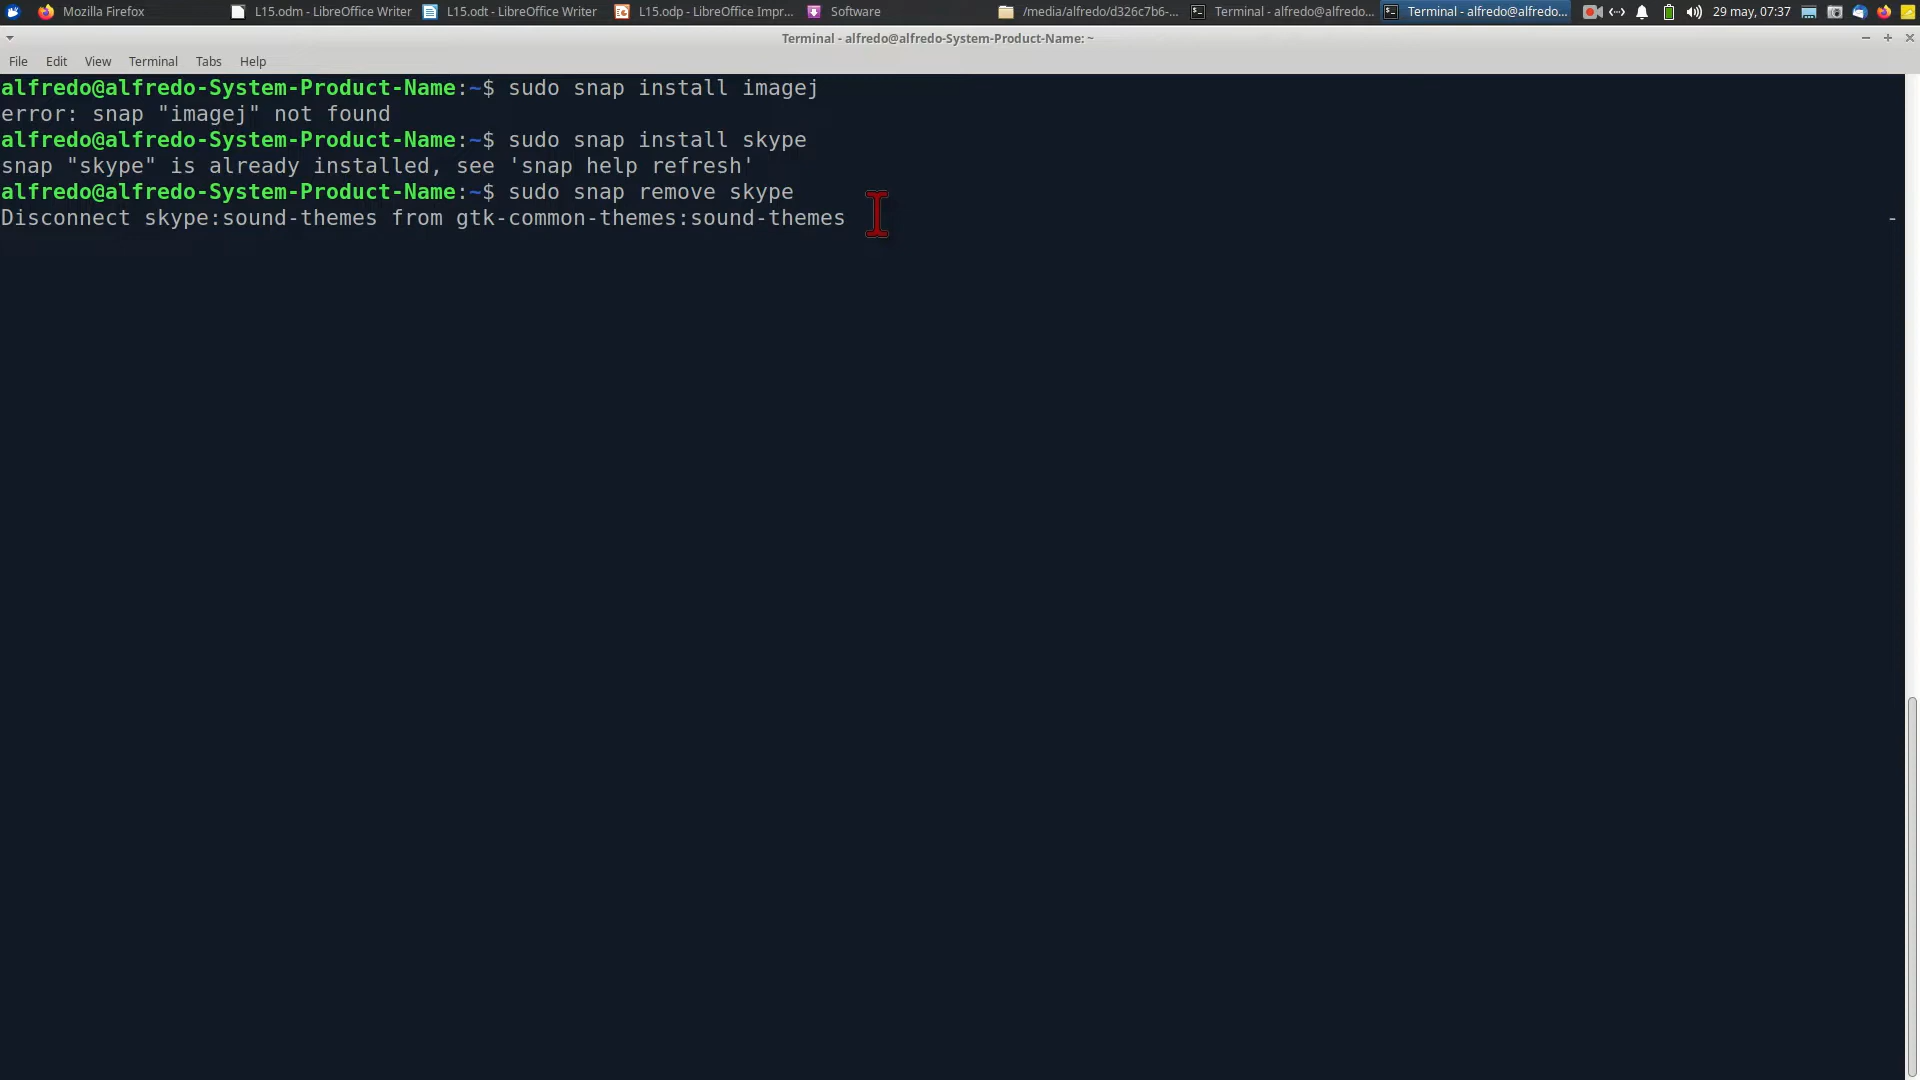 Mozilla Firefox L15.odm - LibreOffice Writer L15.odt - LibreOffice Writer L15.odp - LibreOffice Impr... Software /media/alfredo/d326c7b6-... Terminal - alfredo@alfredo... Terminal - alfredo@alfredo... 29 may, 07:37
Terminal - alfredo@alfredo-System-Product-Name: ~
File Edit View Terminal Tabs Help
alfredo@alfredo-System-Product-Name:~$ sudo snap install imagej
error: snap "imagej" not found
alfredo@alfredo-System-Product-Name:~$ sudo snap install skype
snap "skype" is already installed, see 'snap help refresh'
alfredo@alfredo-System-Product-Name:~$ sudo snap remove skype
Disconnect skype:sound-themes from gtk-common-themes:sound-themes -